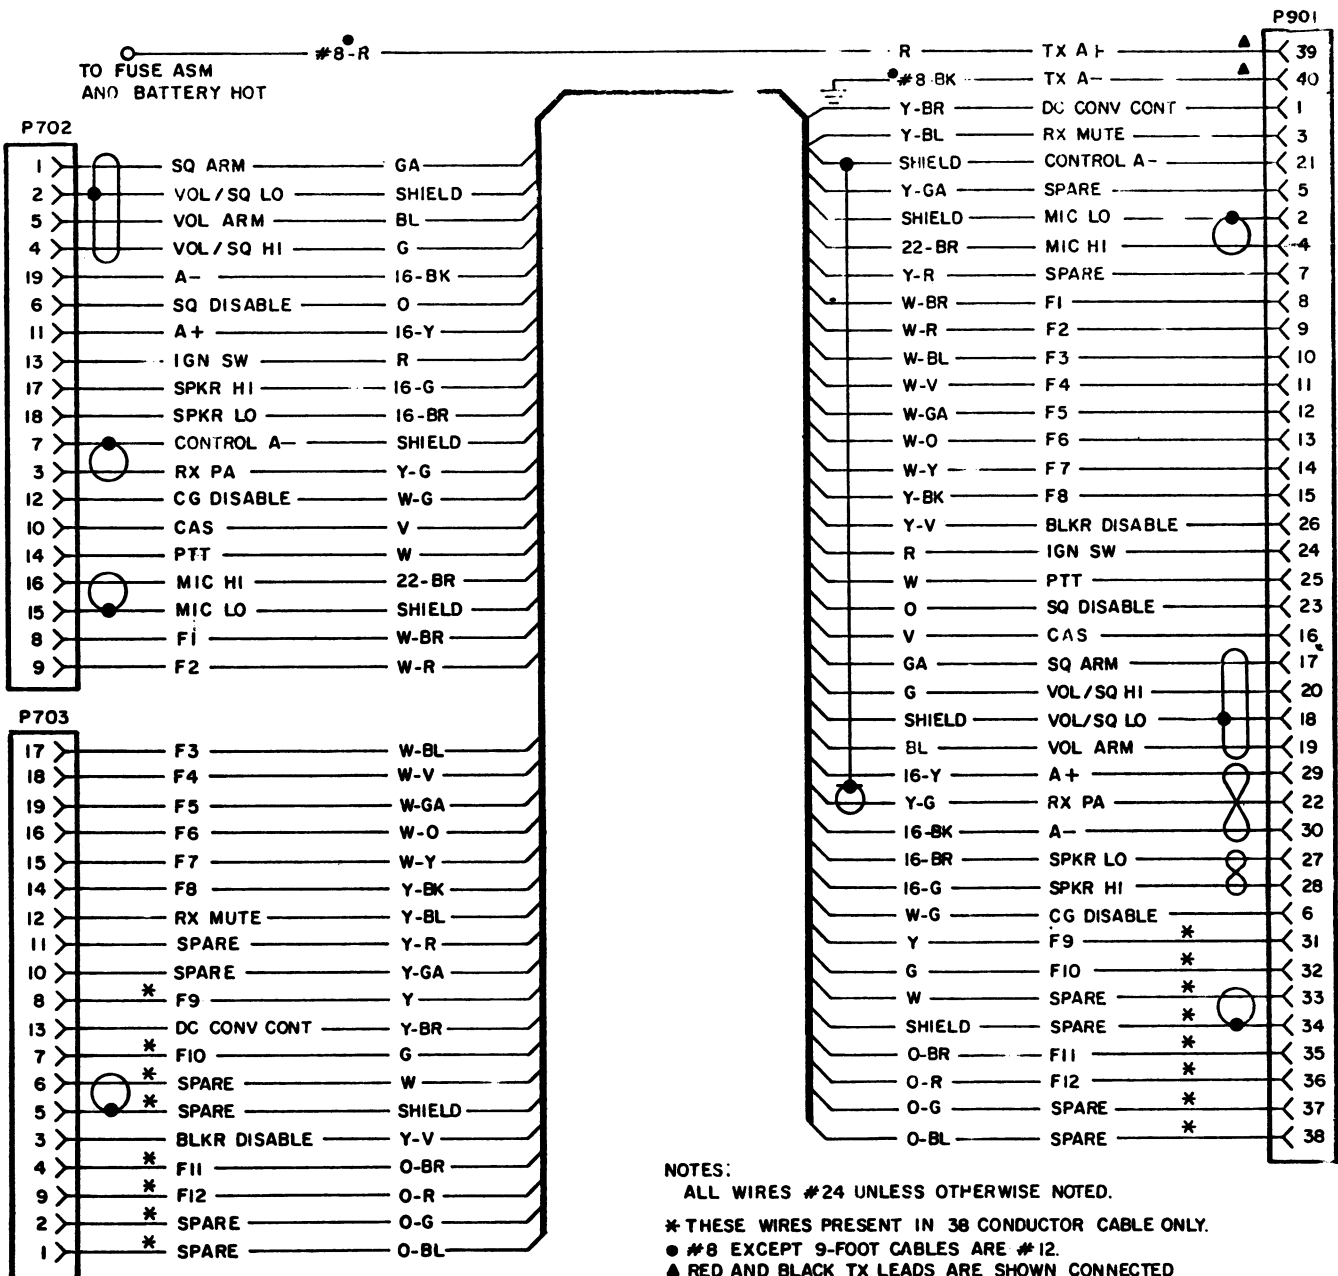 P901
#8-R R TX A+ 39
TO FUSE ASM
AND BATTERY HOT
#8-BK TX A- 40
Y-BR DC CONV CONT 1
Y-BL RX MUTE 3
SHIELD CONTROL A- 21
Y-GA SPARE 5
SHIELD MIC LO 2
22-BR MIC HI 4
Y-R SPARE 7
W-BR F1 8
W-R F2 9
W-BL F3 10
W-V F4 11
W-GA F5 12
W-O F6 13
W-Y F7 14
Y-BK F8 15
Y-V BLKR DISABLE 26
R IGN SW 24
W PTT 25
O SQ DISABLE 23
V CAS 16
GA SQ ARM 17
G VOL/SQ HI 20
SHIELD VOL/SQ LO 18
BL VOL ARM 19
16-Y A+ 29
Y-G RX PA 22
16-BK A- 30
16-BR SPKR LO 27
16-G SPKR HI 28
W-G CG DISABLE 6
Y F9 * 31
G F10 * 32
W SPARE * 33
SHIELD SPARE * 34
O-BR F11 * 35
O-R F12 * 36
O-G SPARE * 37
O-BL SPARE * 38
P702
1 SQ ARM GA
2 VOL/SQ LO SHIELD
5 VOL ARM BL
4 VOL/SQ HI G
19 A- 16-BK
6 SQ DISABLE O
11 A+ 16-Y
13 IGN SW R
17 SPKR HI 16-G
18 SPKR LO 16-BR
7 CONTROL A- SHIELD
3 RX PA Y-G
12 CG DISABLE W-G
10 CAS V
14 PTT W
16 MIC HI 22-BR
15 MIC LO SHIELD
8 F1 W-BR
9 F2 W-R
P703
17 F3 W-BL
18 F4 W-V
19 F5 W-GA
16 F6 W-O
15 F7 W-Y
14 F8 Y-BK
12 RX MUTE Y-BL
11 SPARE Y-R
10 SPARE Y-GA
8 * F9 Y
13 DC CONV CONT Y-BR
7 * F10 G
6 * SPARE W
5 * SPARE SHIELD
3 BLKR DISABLE Y-V
4 * F11 O-BR
9 * F12 O-R
2 * SPARE O-G
1 * SPARE O-BL
NOTES:
ALL WIRES #24 UNLESS OTHERWISE NOTED.
* THESE WIRES PRESENT IN 38 CONDUCTOR CABLE ONLY.
● #8 EXCEPT 9-FOOT CABLES ARE #12.
▲ RED AND BLACK TX LEADS ARE SHOWN CONNECTED